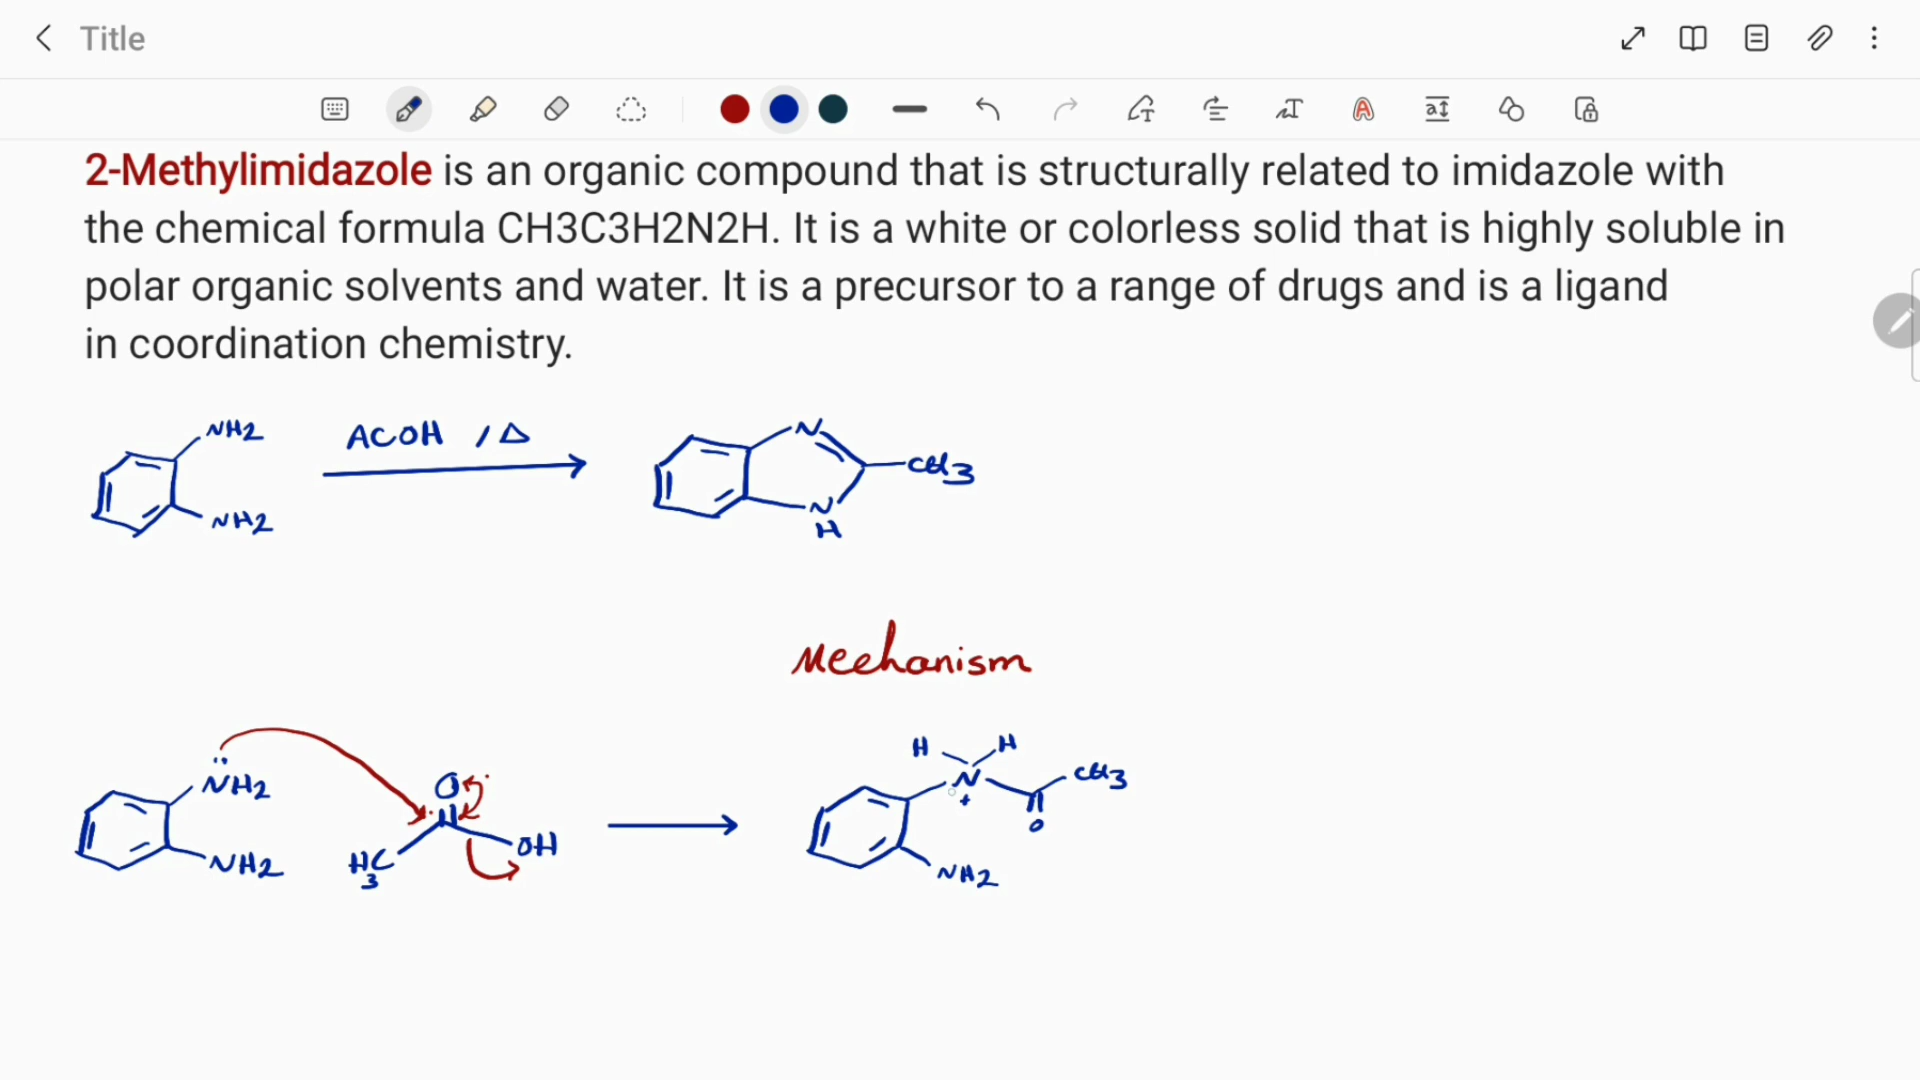 Title
2-Methylimidazole is an organic compound that is structurally related to imidazole with
the chemical formula CH3C3H2N2H. It is a white or colorless solid that is highly soluble in
polar organic solvents and water. It is a precursor to a range of drugs and is a ligand
in coordination chemistry.
NH2
NH2
ACOH / Δ
N
N
H
CH3
Mechanism
NH2
NH2
O
H3C
OH
H H
N
+
CH3
O
NH2